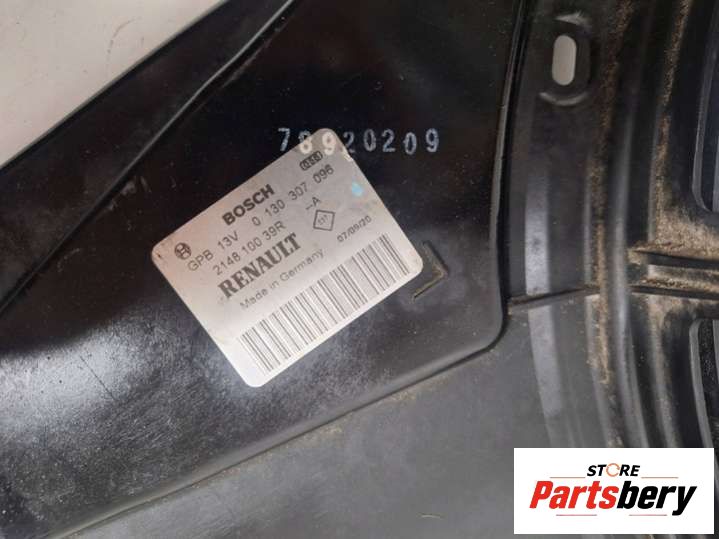 78920209
BOSCH
GPB 13V 0 130 307 096
2148 100 39R --A
RENAULT
Made in Germany 07/09/20
STORE
Partsbery